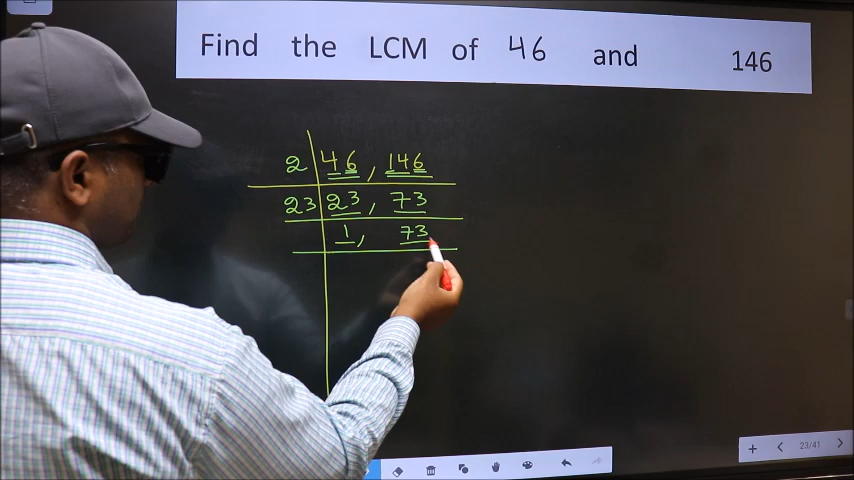 Find the LCM of 46 and 146
2 46, 146
23 23, 73
1, 73
23/41